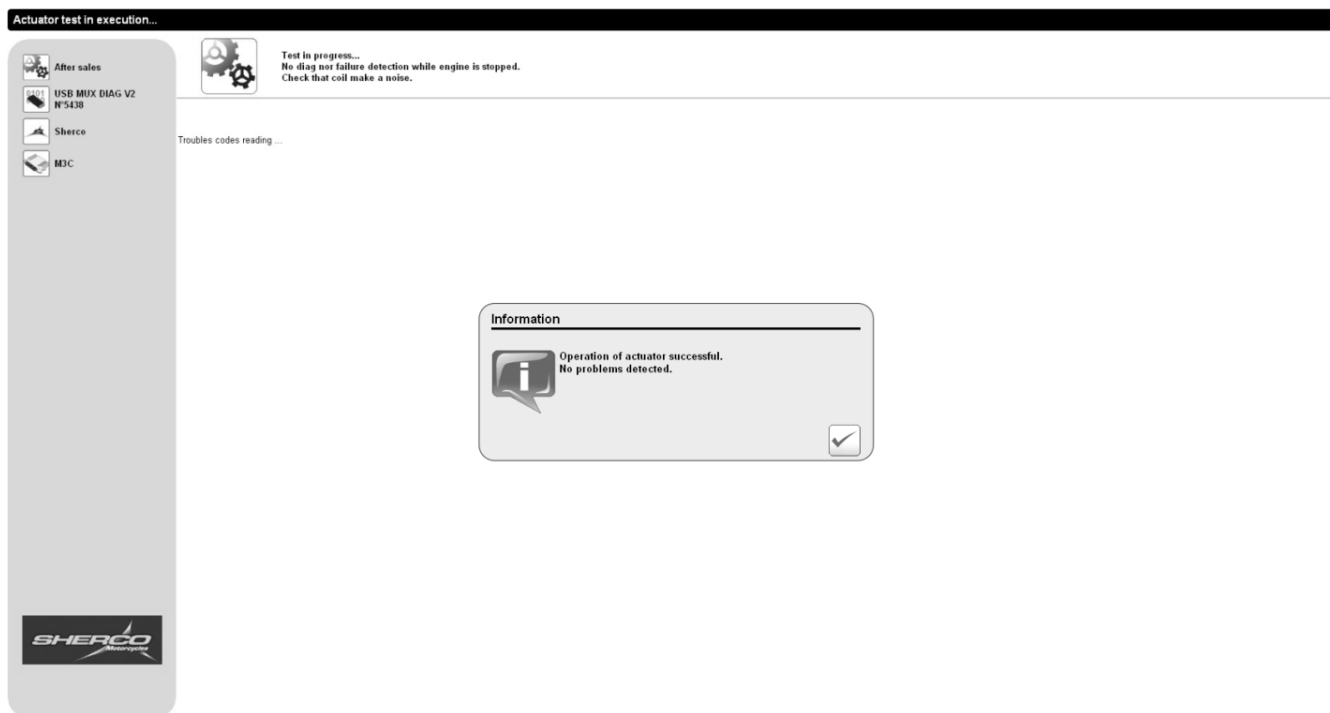 Actuator test in execution...
After sales
USB MUX DIAG V2
N°5438
Sherco
M3C
Test in progress...
No diag nor failure detection while engine is stopped.
Check that coil make a noise.
Troubles codes reading ...
Information
Operation of actuator successful.
No problems detected.
SHERCO
Motorcycles